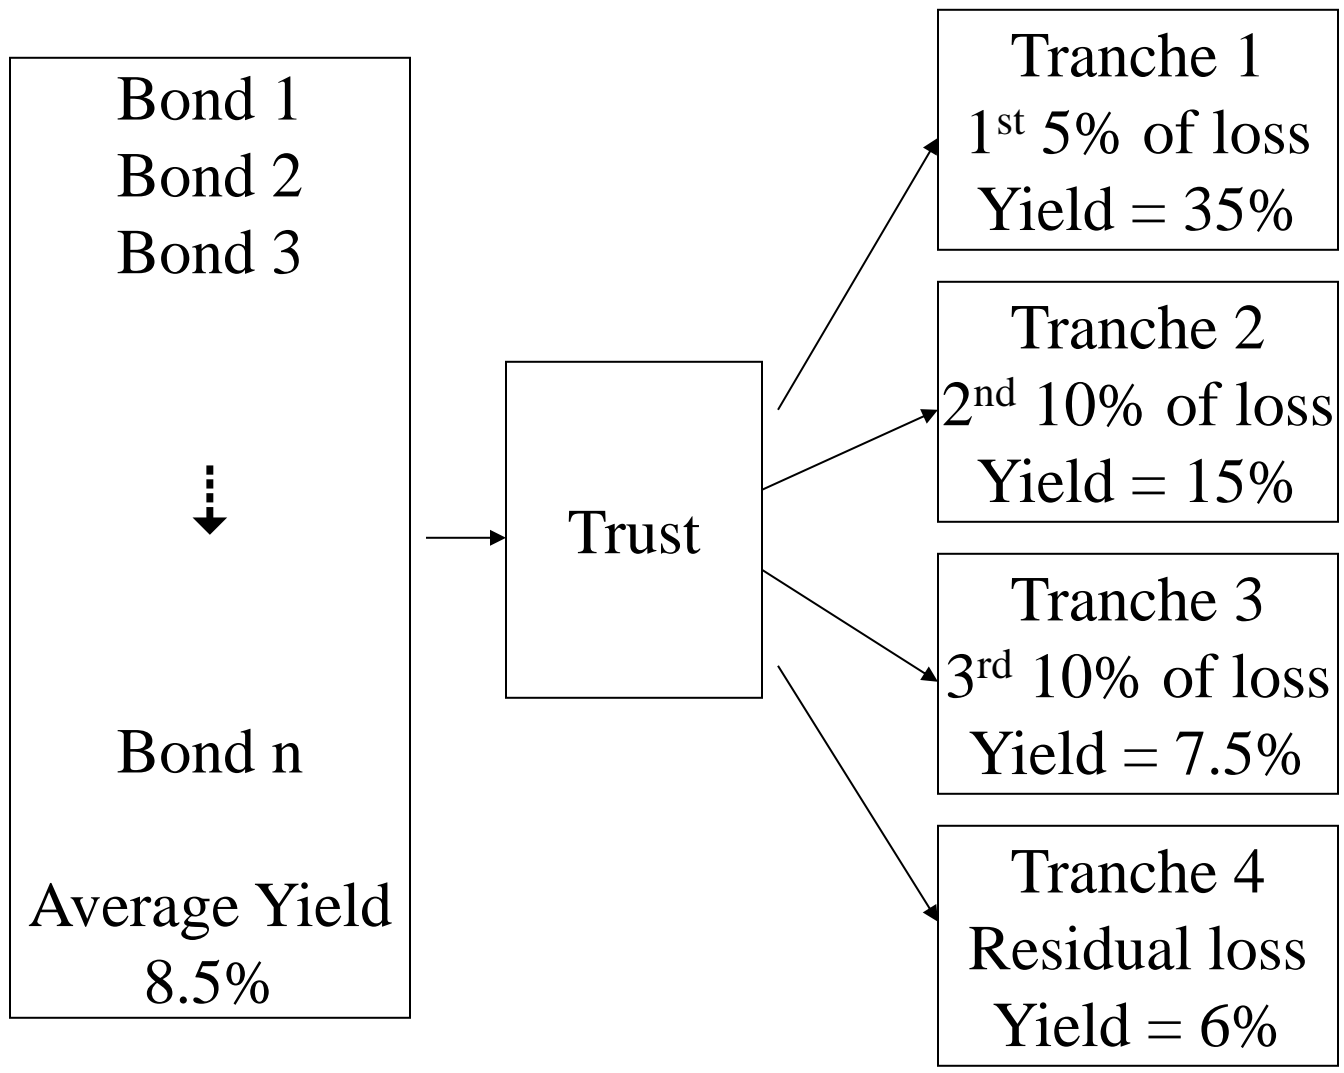 Bond 1
Bond 2
Bond 3
Bond n
Average Yield
8.5%
Trust
Tranche 1
1st 5% of loss
Yield = 35%
Tranche 2
2nd 10% of loss
Yield = 15%
Tranche 3
3rd 10% of loss
Yield = 7.5%
Tranche 4
Residual loss
Yield = 6%